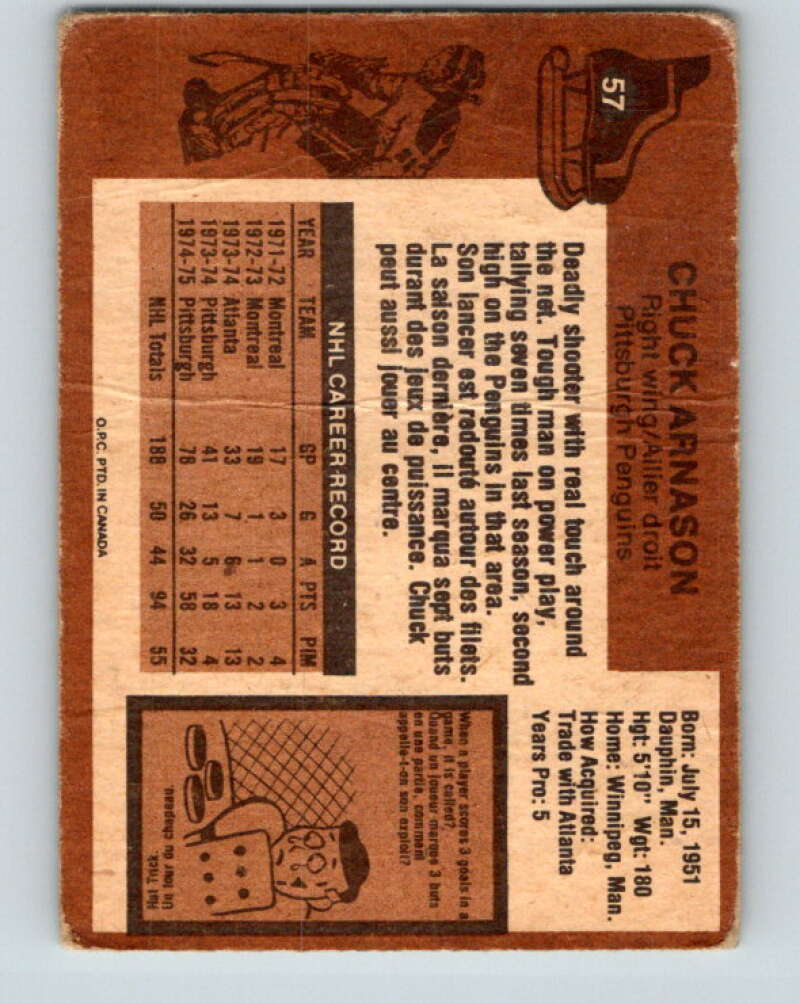 57
CHUCK ARNASON
Right wing/Ailier droit
Pittsburgh Penguins
Born: July 15, 1951
Dauphin, Man.
Hgt: 5'10" Wgt: 180
Home: Winnipeg, Man.
How Acquired:
Trade with Atlanta
Years Pro: 5
Deadly shooter with real touch around
the net. Tough man on power play,
tallying seven times last season, second
high on the Penguins in that area.
Son lancer est redouté autour des filets.
La saison dernière, il marqua sept buts
durant des jeux de puissance. Chuck
peut aussi jouer au centre.
NHL CAREER RECORD
YEAR TEAM GP G A PTS PIM
1971-72 Montreal 17 3 0 3 4
1972-73 Montreal 19 1 1 2 2
1973-74 Atlanta 33 7 6 13 13
1973-74 Pittsburgh 41 13 5 18 4
1974-75 Pittsburgh 78 26 32 58 32
NHL Totals 188 50 44 94 55
When a player scores 3 goals in a
game, it is called?
Quand un joueur marque 3 buts
en une partie, comment
appelle-t-on son exploit?
Hat Trick.
Un tour du chapeau.
O.P.C. PTD. IN CANADA